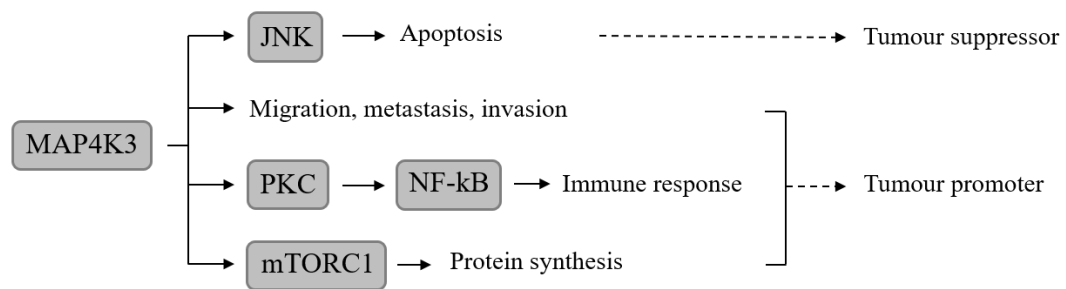 JNK
Apoptosis
Tumour suppressor
Migration, metastasis, invasion
MAP4K3
PKC
NF-kB
Immune response
Tumour promoter
mTORC1
Protein synthesis